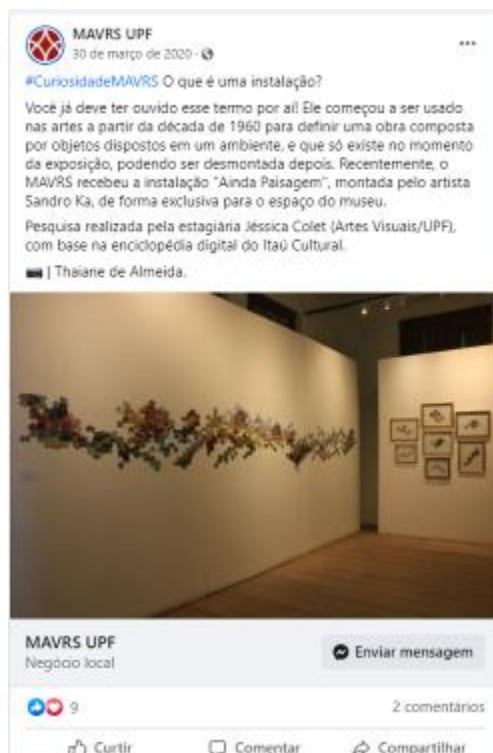 MAVRS UPF
30 de março de 2020 ·
#CuriosidadeMAVRS O que é uma instalação?
Você já deve ter ouvido esse termo por aí! Ele começou a ser usado
nas artes a partir da década de 1960 para definir uma obra composta
por objetos dispostos em um ambiente, e que só existe no momento
da exposição, podendo ser desmontada depois. Recentemente, o
MAVRS recebeu a instalação "Ainda Paisagem", montada pelo artista
Sandro Ka, de forma exclusiva para o espaço do museu.
Pesquisa realizada pela estagiária Jéssica Colet (Artes Visuais/UPF),
com base na enciclopédia digital do Itaú Cultural.
| Thaiane de Almeida.
MAVRS UPF
Negócio local
Enviar mensagem
9
2 comentários
Curtir
Comentar
Compartilhar